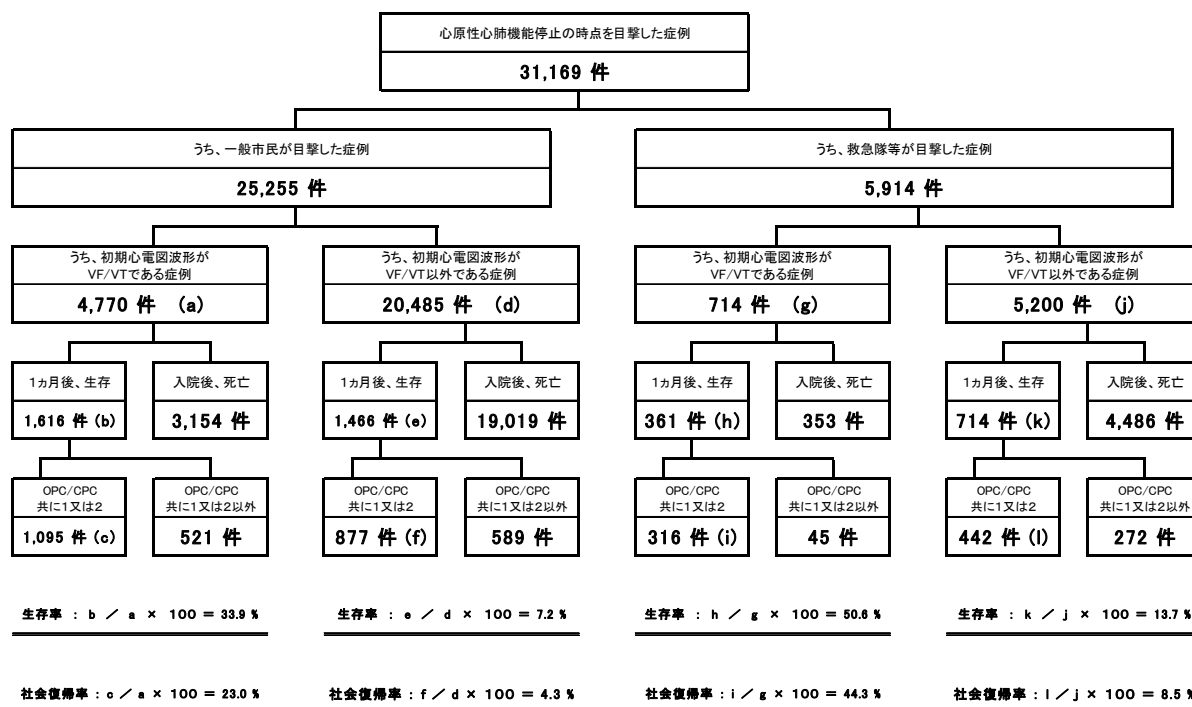 心原性心肺機能停止の時点を目撃した症例
31,169 件
うち、一般市民が目撃した症例
25,255 件
うち、救急隊等が目撃した症例
5,914 件
うち、初期心電図波形が
VF/VTである症例
4,770 件 (a)
うち、初期心電図波形が
VF/VT以外である症例
20,485 件 (d)
うち、初期心電図波形が
VF/VTである症例
714 件 (g)
うち、初期心電図波形が
VF/VT以外である症例
5,200 件 (j)
1ヵ月後、生存
1,616 件 (b)
入院後、死亡
3,154 件
1ヵ月後、生存
1,466 件 (e)
入院後、死亡
19,019 件
1ヵ月後、生存
361 件 (h)
入院後、死亡
353 件
1ヵ月後、生存
714 件 (k)
入院後、死亡
4,486 件
OPC/CPC
共に1又は2
1,095 件 (c)
OPC/CPC
共に1又は2以外
521 件
OPC/CPC
共に1又は2
877 件 (f)
OPC/CPC
共に1又は2以外
589 件
OPC/CPC
共に1又は2
316 件 (i)
OPC/CPC
共に1又は2以外
45 件
OPC/CPC
共に1又は2
442 件 (l)
OPC/CPC
共に1又は2以外
272 件
生存率 : b / a × 100 = 33.9 %
生存率 : e / d × 100 = 7.2 %
生存率 : h / g × 100 = 50.6 %
生存率 : k / j × 100 = 13.7 %
社会復帰率 : c / a × 100 = 23.0 %
社会復帰率 : f / d × 100 = 4.3 %
社会復帰率 : i / g × 100 = 44.3 %
社会復帰率 : l / j × 100 = 8.5 %